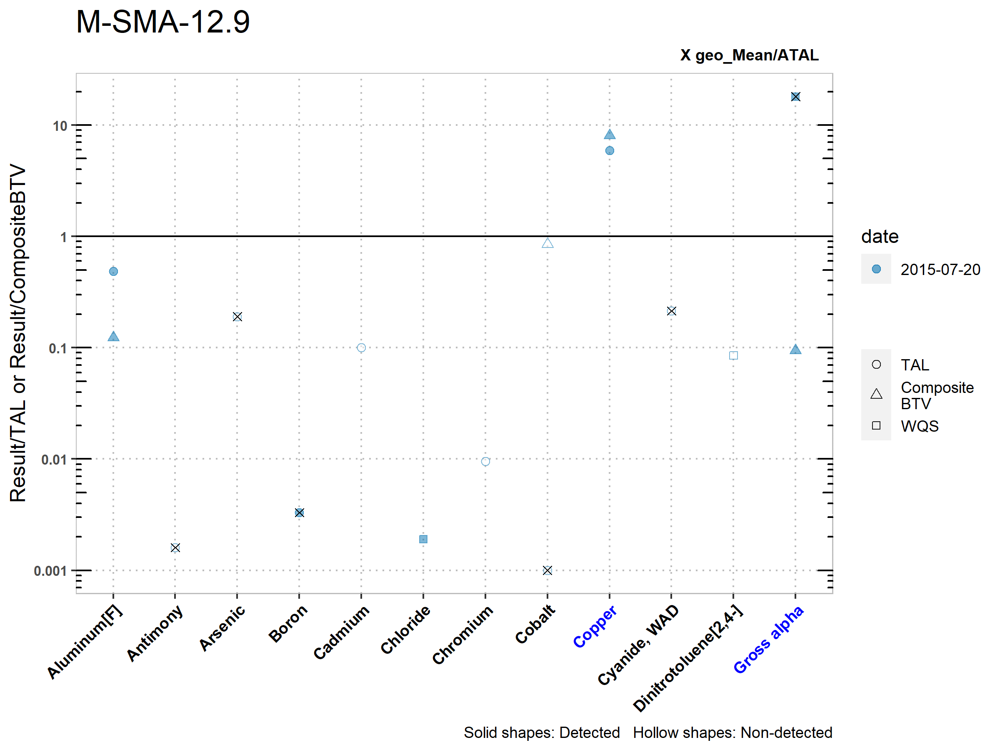 M-SMA-12.9
X geo_Mean/ATAL
Result/TAL or Result/CompositeBTV
10
1
0.1
0.01
0.001
Aluminum[F]
Antimony
Arsenic
Boron
Cadmium
Chloride
Chromium
Cobalt
Copper
Cyanide, WAD
Dinitrotoluene[2,4-]
Gross alpha
date
2015-07-20
TAL
Composite
BTV
WQS
Solid shapes: Detected   Hollow shapes: Non-detected